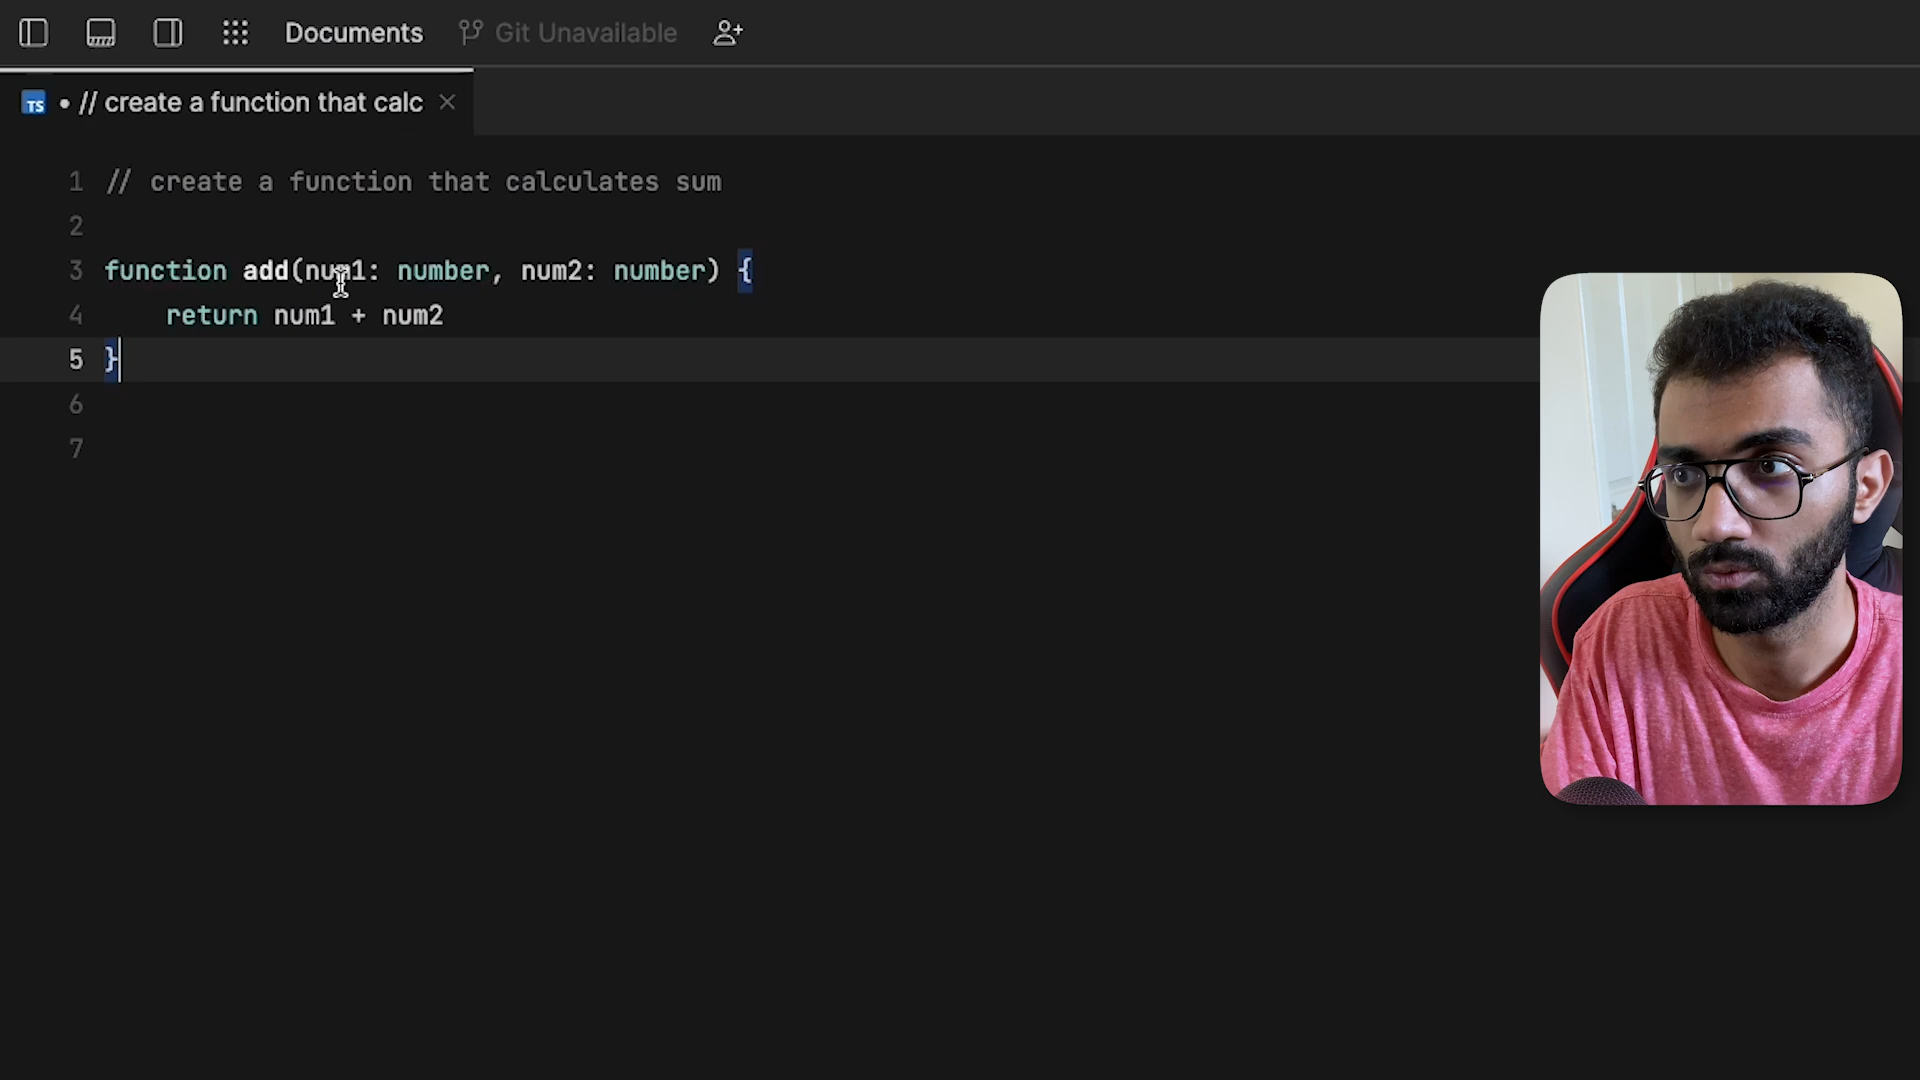 Documents Git Unavailable
TS • // create a function that calc
1 // create a function that calculates sum
2
3 function add(num1: number, num2: number) {
4     return num1 + num2
5 }
6
7